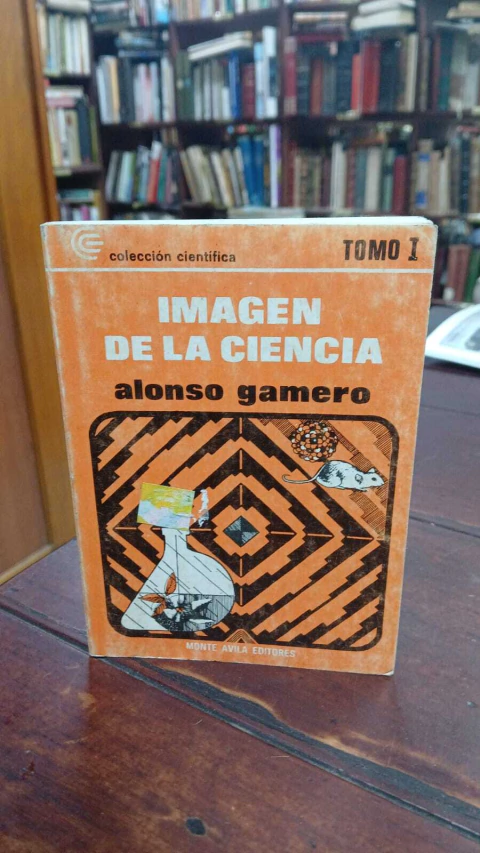 colección científica
TOMO I
IMAGEN
DE LA CIENCIA
alonso gamero
MONTE AVILA EDITORES